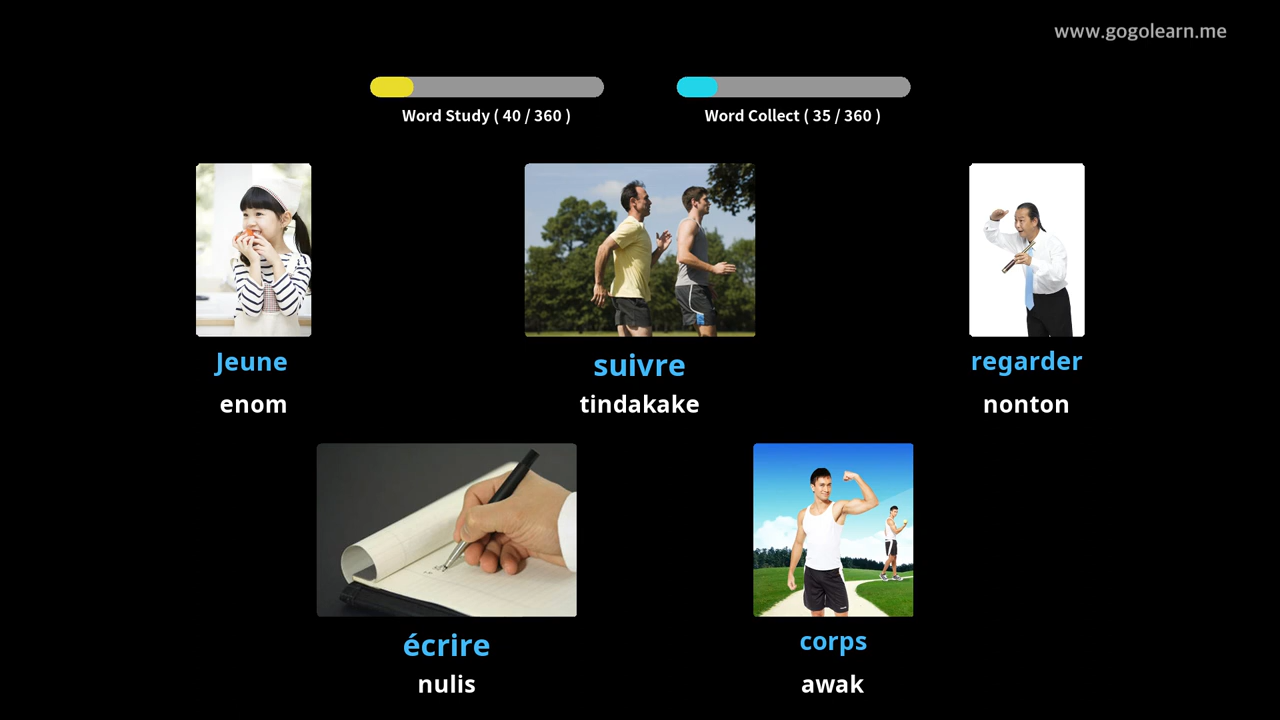 www.gogolearn.me
Word Study ( 40 / 360 )
Word Collect ( 35 / 360 )
Jeune
enom
suivre
tindakake
regarder
nonton
écrire
nulis
corps
awak